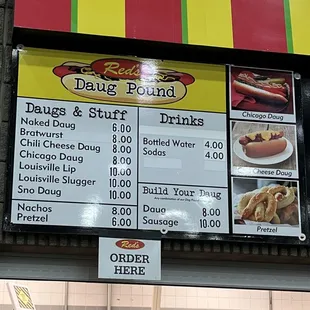 Red's
Daug Pound
Red's
Daug Pound
Daugs & Stuff
Naked Daug 6.00
Bratwurst 8.00
Chili Cheese Daug 8.00
Chicago Daug 8.00
Louisville Lip 10.00
Louisville Slugger 10.00
Sno Daug 10.00
Nachos 8.00
Pretzel 6.00
Drinks
Bottled Water 4.00
Sodas 4.00
Build Your Daug
Daug 8.00
Sausage 10.00
Chicago Daug
Cheese Daug
Pretzel
Red's
ORDER
HERE